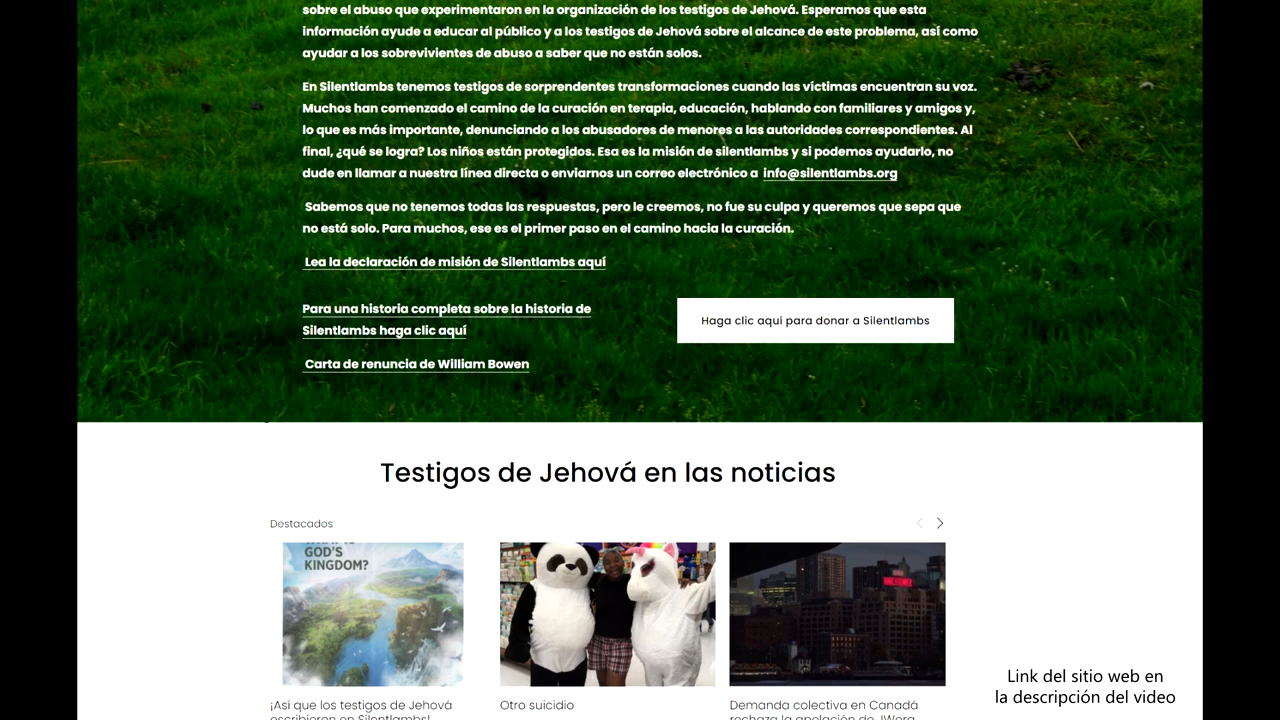 sobre el abuso que experimentaron en la organización de los testigos de Jehová. Esperamos que esta
información ayude a educar al público y a los testigos de Jehová sobre el alcance de este problema, así como
ayudar a los sobrevivientes de abuso a saber que no están solos.
En Silentlambs tenemos testigos de sorprendentes transformaciones cuando las víctimas encuentran su voz.
Muchos han comenzado el camino de la curación en terapia, educación, hablando con familiares y amigos y,
lo que es más importante, denunciando a los abusadores de menores a las autoridades correspondientes. Al
final, ¿qué se logra? Los niños están protegidos. Esa es la misión de silentlambs y si podemos ayudarlo, no
dude en llamar a nuestra línea directa o enviarnos un correo electrónico a info@silentlambs.org
Sabemos que no tenemos todas las respuestas, pero le creemos, no fue su culpa y queremos que sepa que
no está solo. Para muchos, ese es el primer paso en el camino hacia la curación.
Lea la declaración de misión de Silentlambs aquí
Para una historia completa sobre la historia de
Silentlambs haga clic aquí
Haga clic aquí para donar a Silentlambs
Carta de renuncia de William Bowen
Testigos de Jehová en las noticias
Destacados
GOD'S
KINGDOM?
¡Así que los testigos de Jehová
escribieron en Silentlambs!
Otro suicidio
Demanda colectiva en Canadá
rechaza la apelación de JWorg
Link del sitio web en
la descripción del video